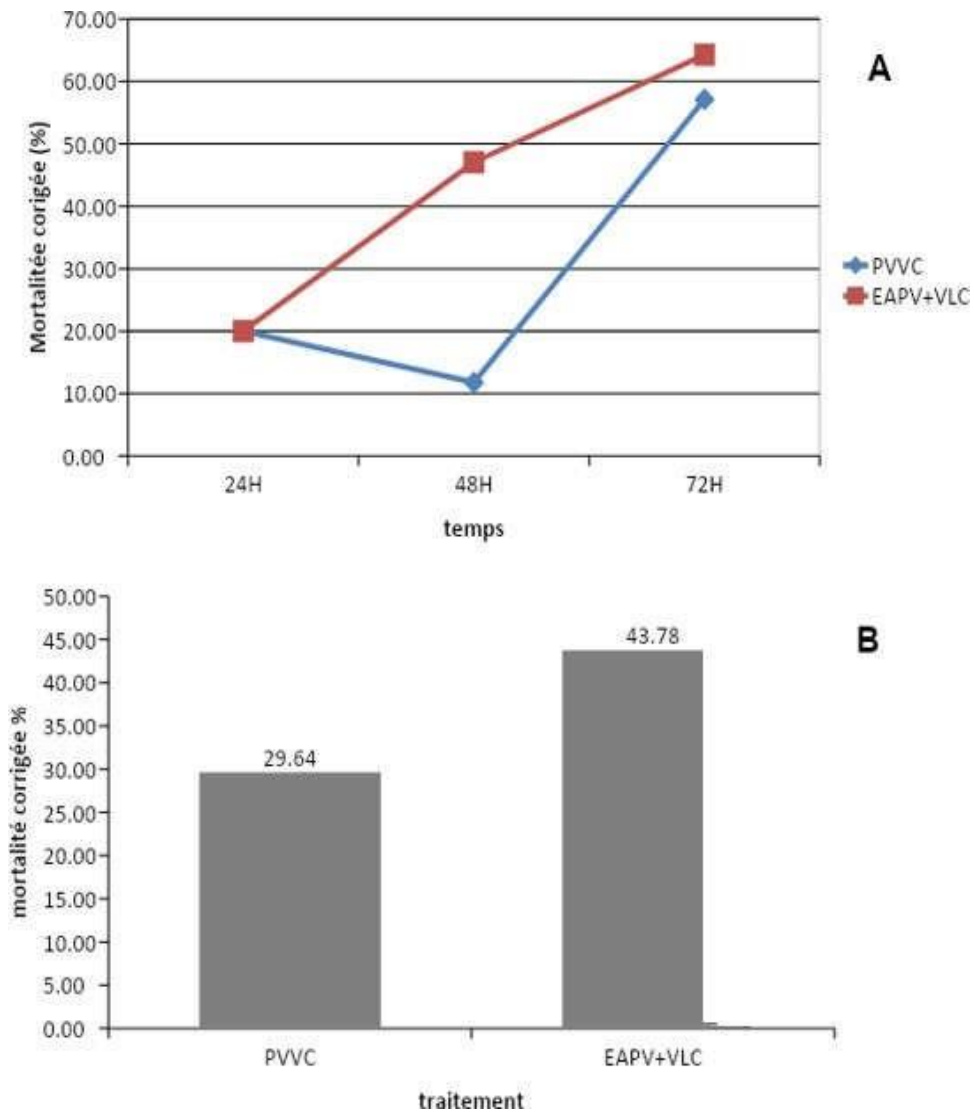 70.00
60.00
50.00
40.00
30.00
20.00
10.00
0.00
Mortalitée corigée (%)
24H
48H
72H
temps
A
PVVC
EAPV+VLC
50.00
45.00
40.00
35.00
30.00
25.00
20.00
15.00
10.00
5.00
0.00
mortalité corrigée %
29.64
43.78
B
PVVC
EAPV+VLC
traitement